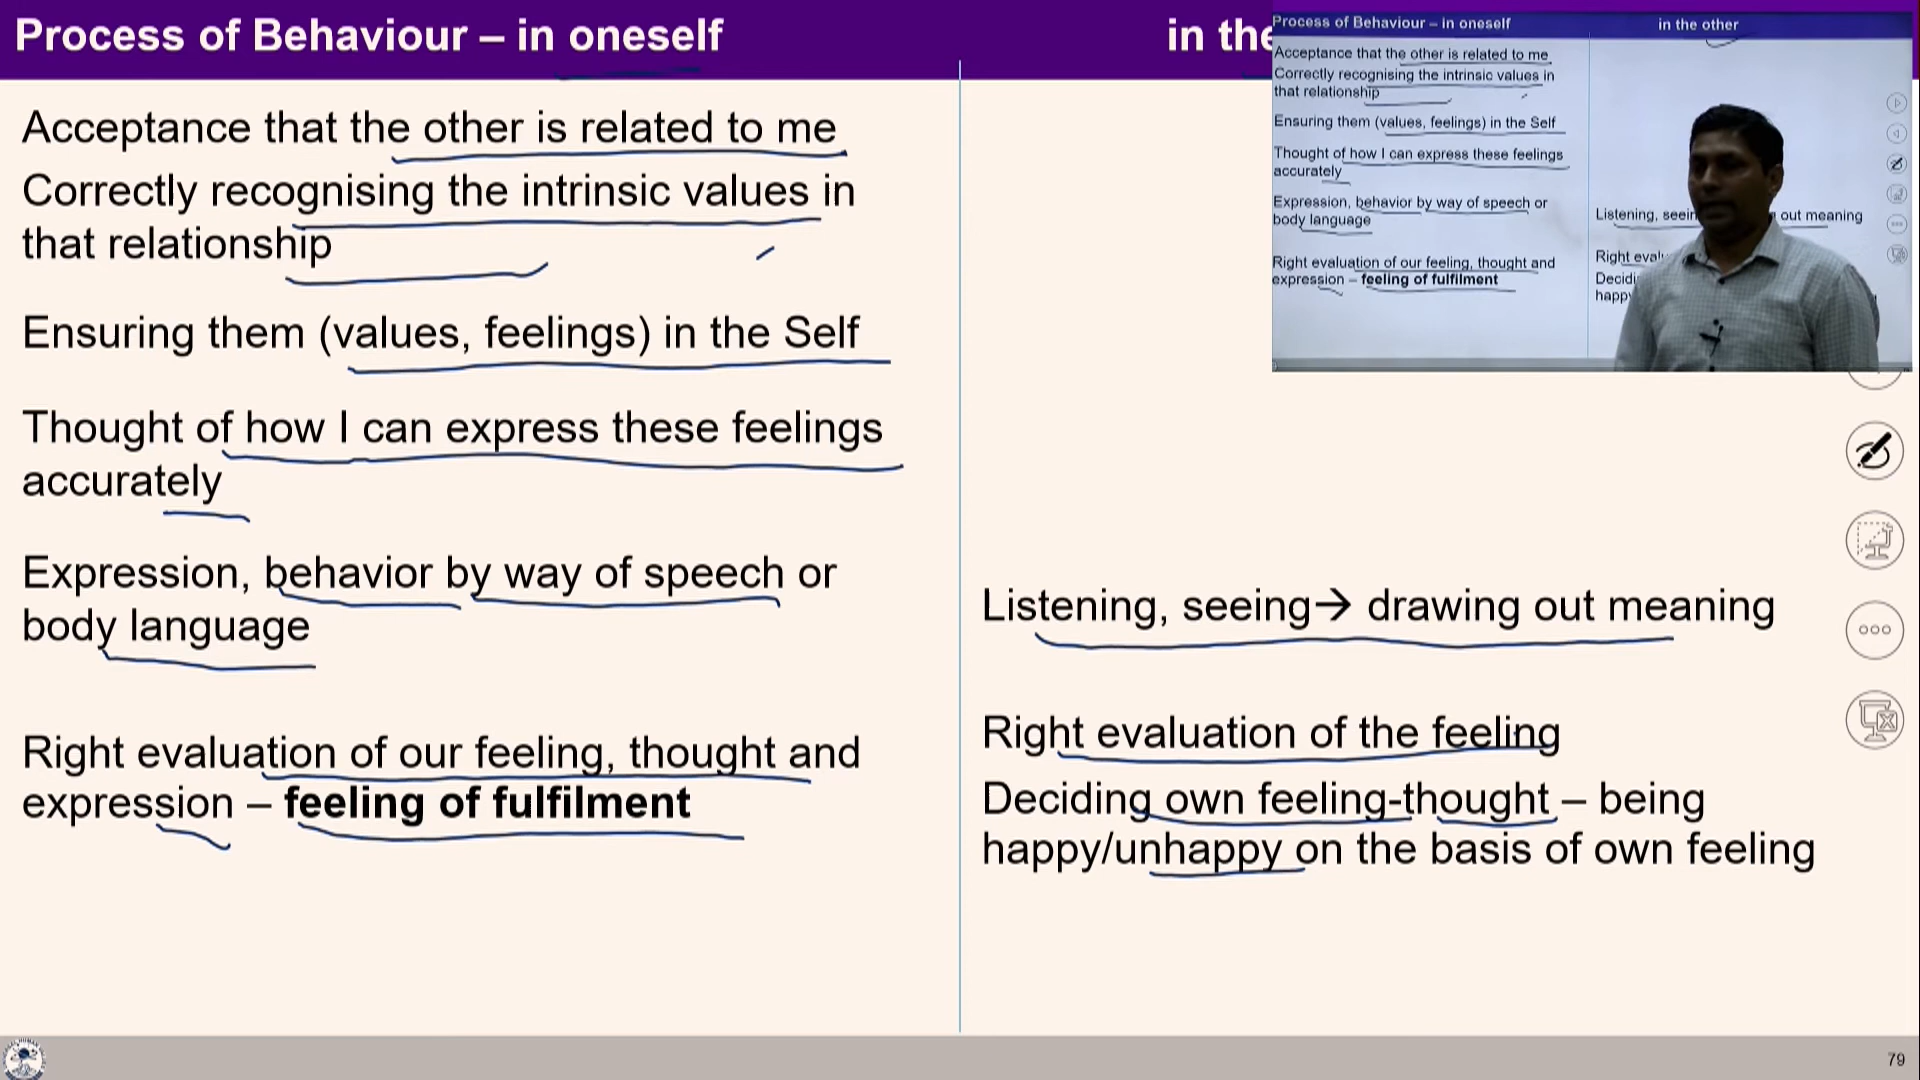 Process of Behaviour – in oneself
in the
Acceptance that the other is related to me
Correctly recognising the intrinsic values in
that relationship
Ensuring them (values, feelings) in the Self
Thought of how I can express these feelings
accurately
Expression, behavior by way of speech or
body language
Right evaluation of our feeling, thought and
expression – feeling of fulfilment
Listening, seeing→ drawing out meaning
Right evaluation of the feeling
Deciding own feeling-thought – being
happy/unhappy on the basis of own feeling
Process of Behaviour – in oneself
in the other
Acceptance that the other is related to me
Correctly recognising the intrinsic values in
that relationship
Ensuring them (values, feelings) in the Self
Thought of how I can express these feelings
accurately
Expression, behavior by way of speech or
body language
Right evaluation of our feeling, thought and
expression – feeling of fulfilment
Listening, out meaning
Right
79